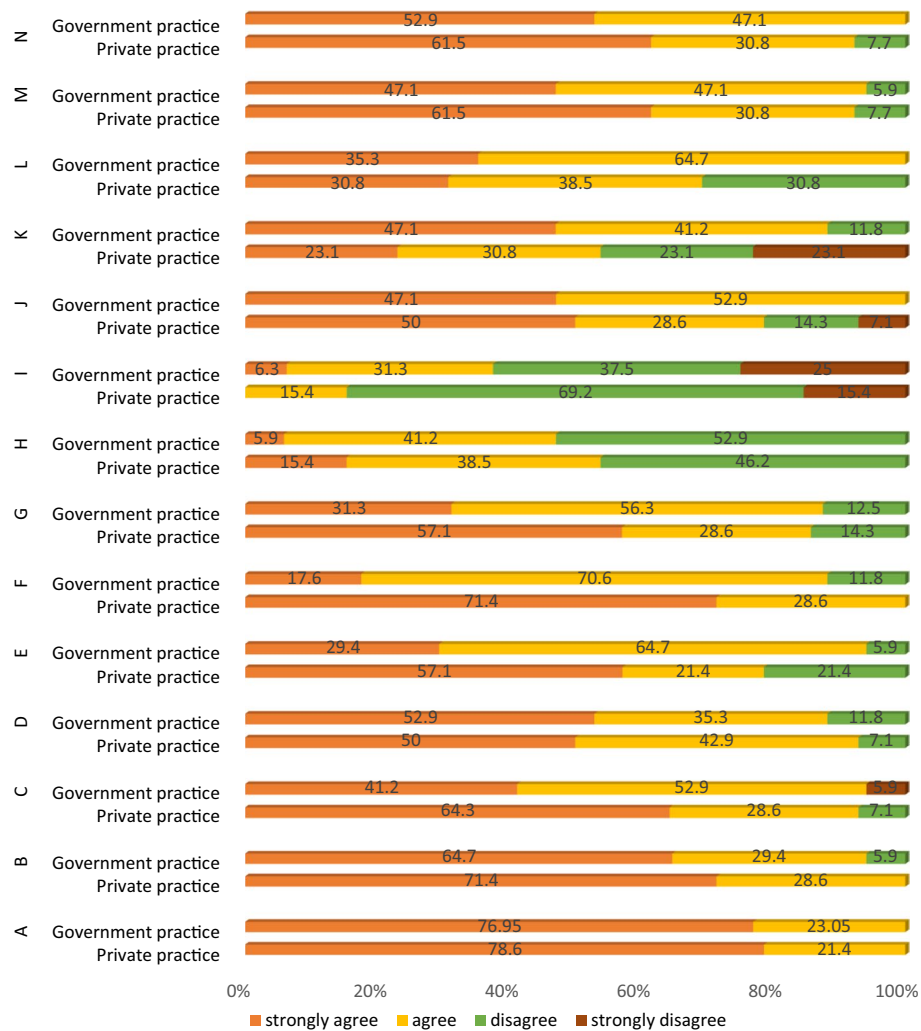 N
Government practice 52.9 47.1
Private practice 61.5 30.8 7.7
M
Government practice 47.1 47.1 5.9
Private practice 61.5 30.8 7.7
L
Government practice 35.3 64.7
Private practice 30.8 38.5 30.8
K
Government practice 47.1 41.2 11.8
Private practice 23.1 30.8 23.1 23.1
J
Government practice 47.1 52.9
Private practice 50 28.6 14.3 7.1
I
Government practice 6.3 31.3 37.5 25
Private practice 15.4 69.2 15.4
H
Government practice 5.9 41.2 52.9
Private practice 15.4 38.5 46.2
G
Government practice 31.3 56.3 12.5
Private practice 57.1 28.6 14.3
F
Government practice 17.6 70.6 11.8
Private practice 71.4 28.6
E
Government practice 29.4 64.7 5.9
Private practice 57.1 21.4 21.4
D
Government practice 52.9 35.3 11.8
Private practice 50 42.9 7.1
C
Government practice 41.2 52.9 5.9
Private practice 64.3 28.6 7.1
B
Government practice 64.7 29.4 5.9
Private practice 71.4 28.6
A
Government practice 76.95 23.05
Private practice 78.6 21.4
0% 20% 40% 60% 80% 100%
strongly agree agree disagree strongly disagree